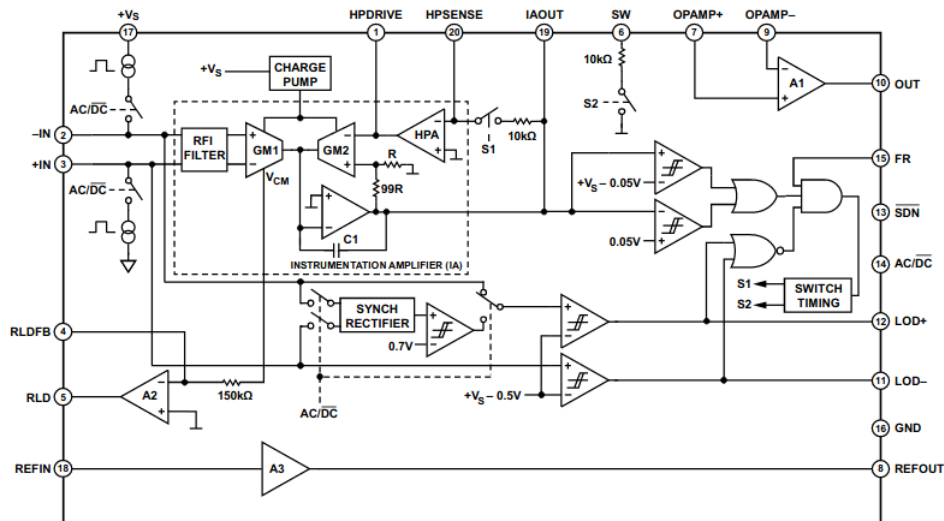 +VS
17
HPDRIVE
1
HPSENSE
20
IAOUT
19
SW
6
OPAMP+
7
OPAMP–
9
10kΩ
S2
A1
10
OUT
+VS
CHARGE
PUMP
AC/DC
–IN
2
+IN
3
RFI
FILTER
+
–
GM1
GM2
–
+
HPA
–
+
S1
10kΩ
R
99R
VCM
+
–
C1
INSTRUMENTATION AMPLIFIER (IA)
AC/DC
+VS – 0.05V
0.05V
15
FR
13
SDN
14
AC/DC
S1
S2
SWITCH
TIMING
SYNCH
RECTIFIER
0.7V
12
LOD+
11
LOD–
+VS – 0.5V
AC/DC
RLDFB
4
RLD
5
A2
–
+
150kΩ
16
GND
REFIN
18
A3
8
REFOUT